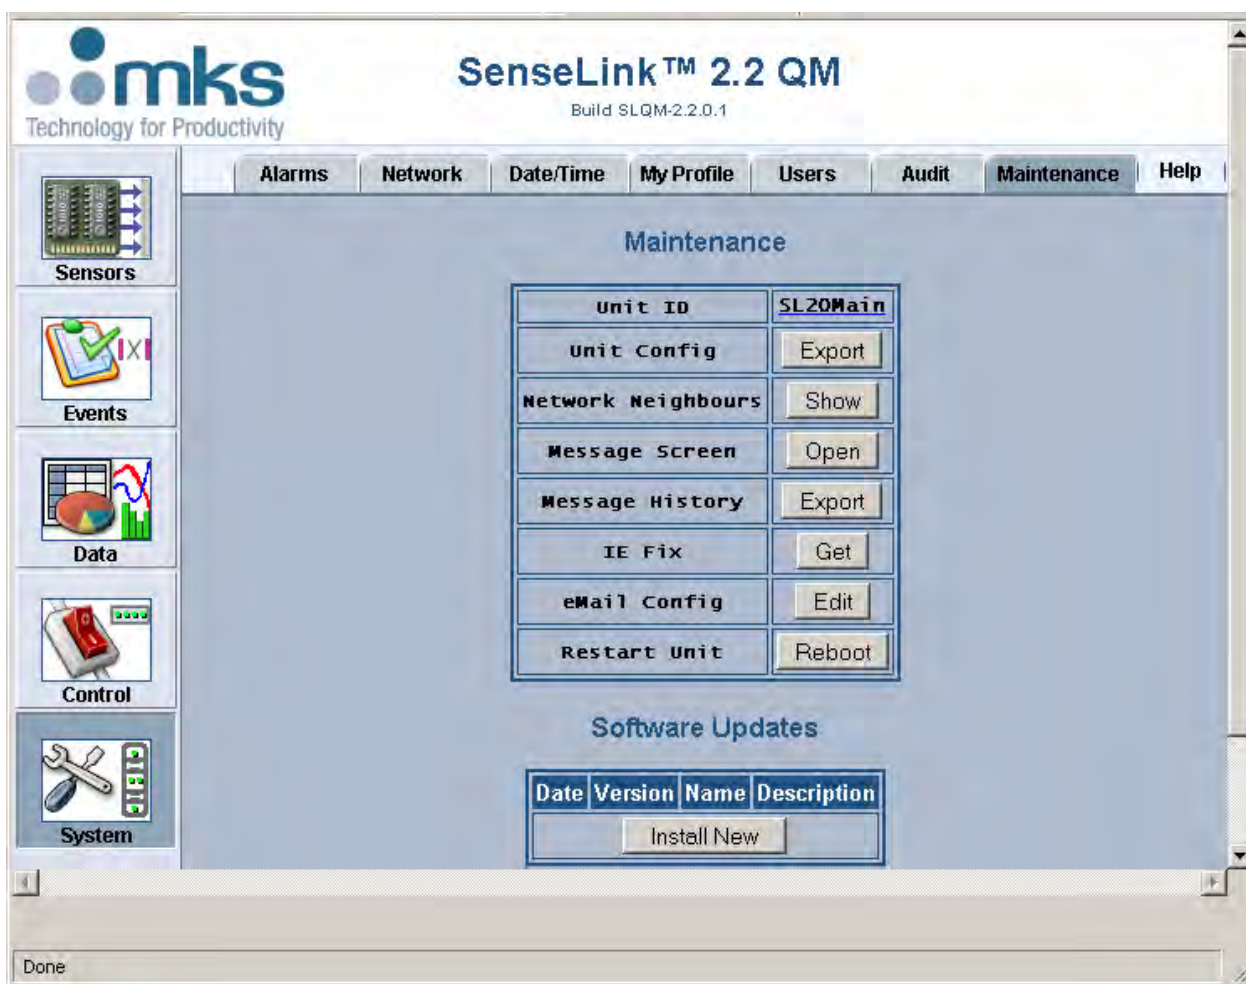 mks
Technology for Productivity
SenseLink™ 2.2 QM
Build SLQM-2.2.0.1
Alarms Network Date/Time My Profile Users Audit Maintenance Help
Sensors
Events
Data
Control
System
Maintenance
Unit ID SL20Main
Unit Config Export
Network Neighbours Show
Message Screen Open
Message History Export
IE Fix Get
eMail Config Edit
Restart Unit Reboot
Software Updates
Date Version Name Description
Install New
Done